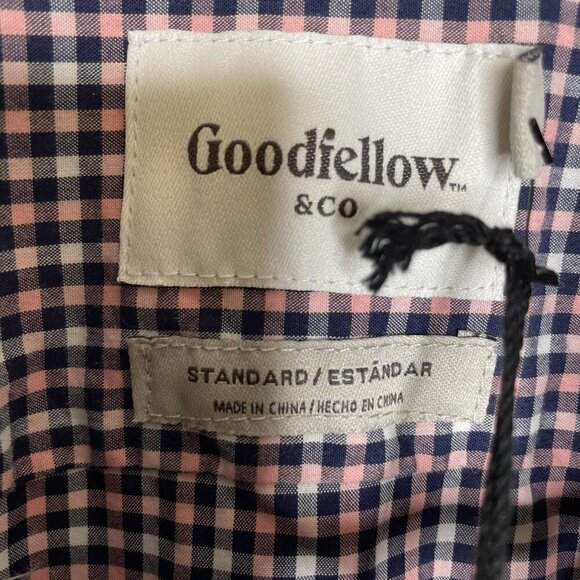 Goodfellow™
& CO
STANDARD / ESTÁNDAR
MADE IN CHINA / HECHO EN CHINA